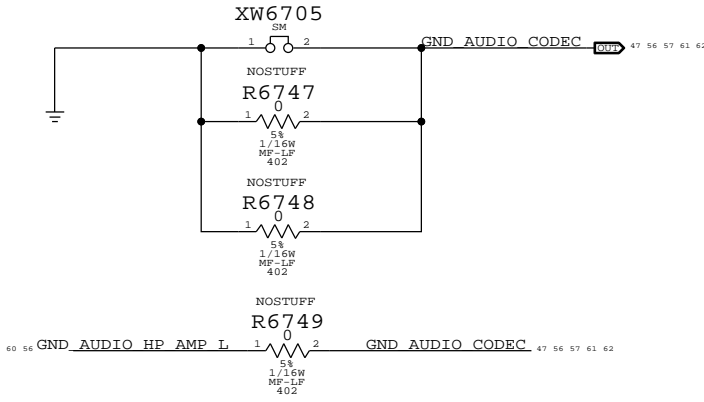 XW6705
SM
1 2
GND_AUDIO_CODEC OUT 47 56 57 61 62
NOSTUFF
R6747
0
1 2
5%
1/16W
MF-LF
402
NOSTUFF
R6748
0
1 2
5%
1/16W
MF-LF
402
NOSTUFF
R6749
0
60 56 GND_AUDIO_HP_AMP_L 1 2 GND_AUDIO_CODEC 47 56 57 61 62
5%
1/16W
MF-LF
402